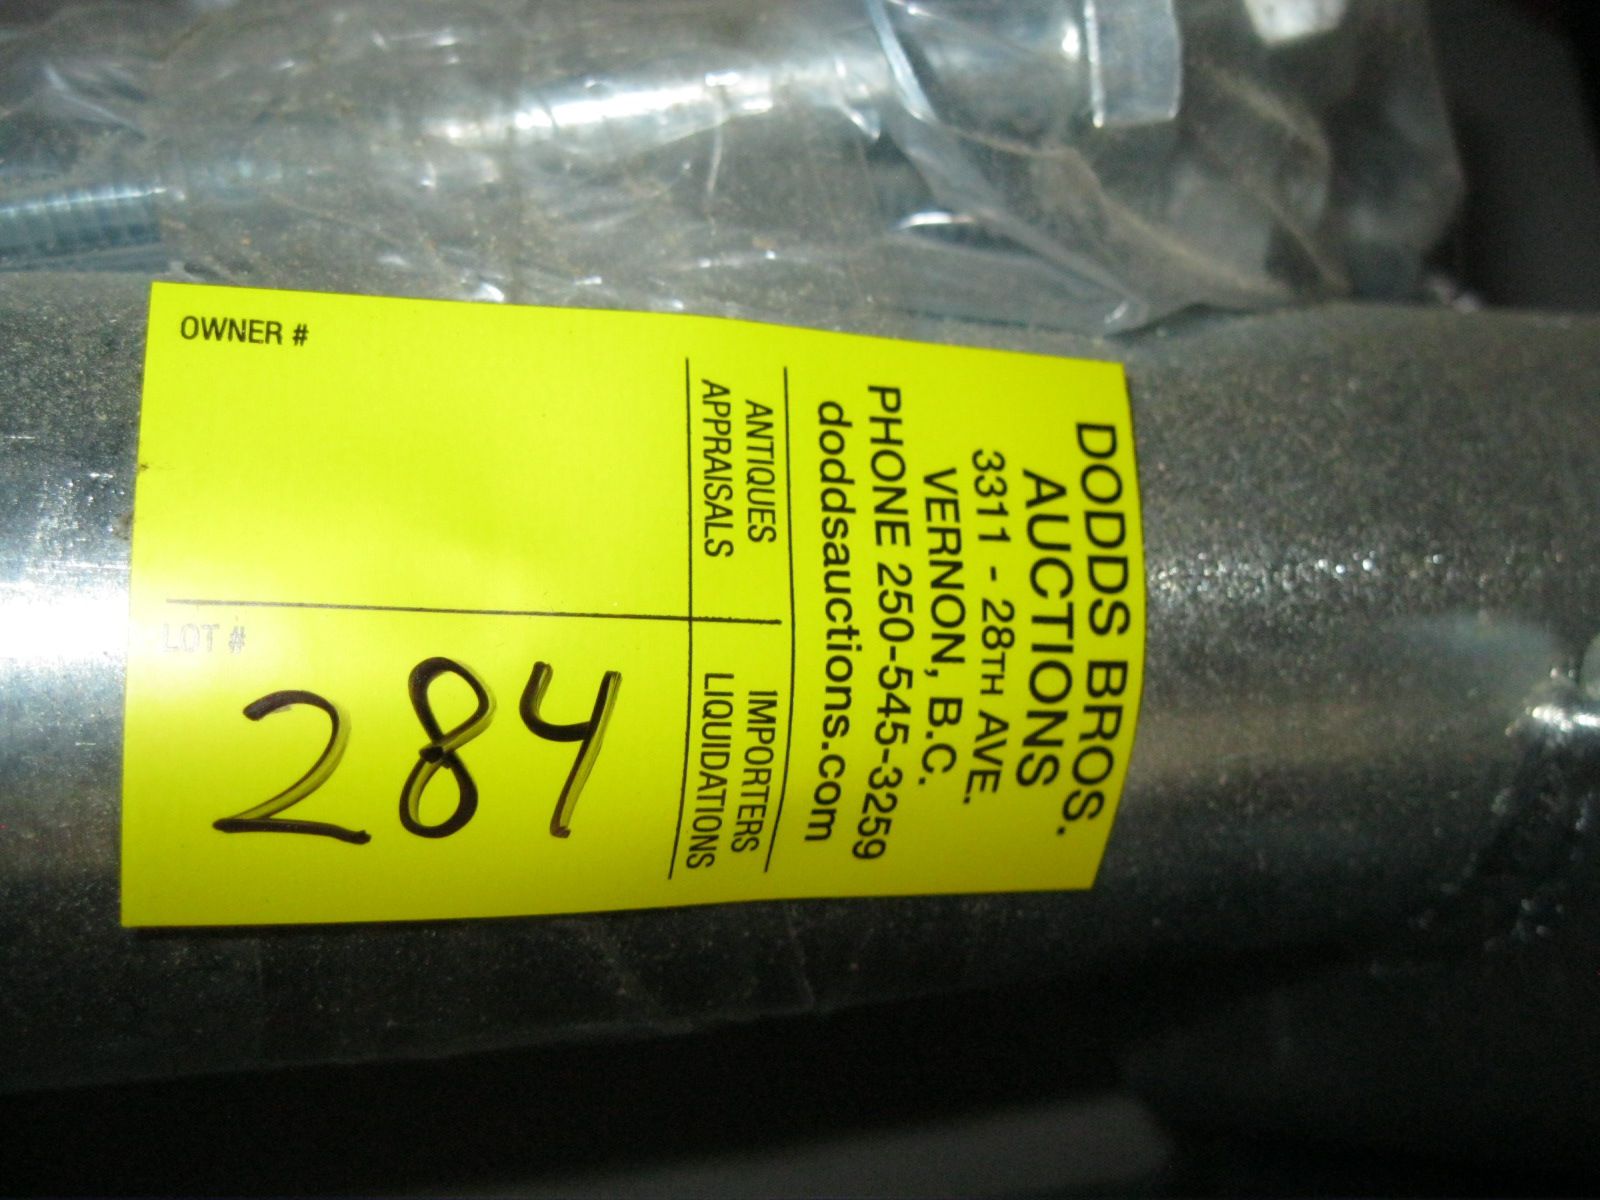 DODDS BROS.
AUCTIONS
3311 - 28TH AVE.
VERNON, B.C.
PHONE 250-545-3259
doddsauctions.com
ANTIQUES
APPRAISALS
IMPORTERS
LIQUIDATIONS
OWNER #
LOT #
284